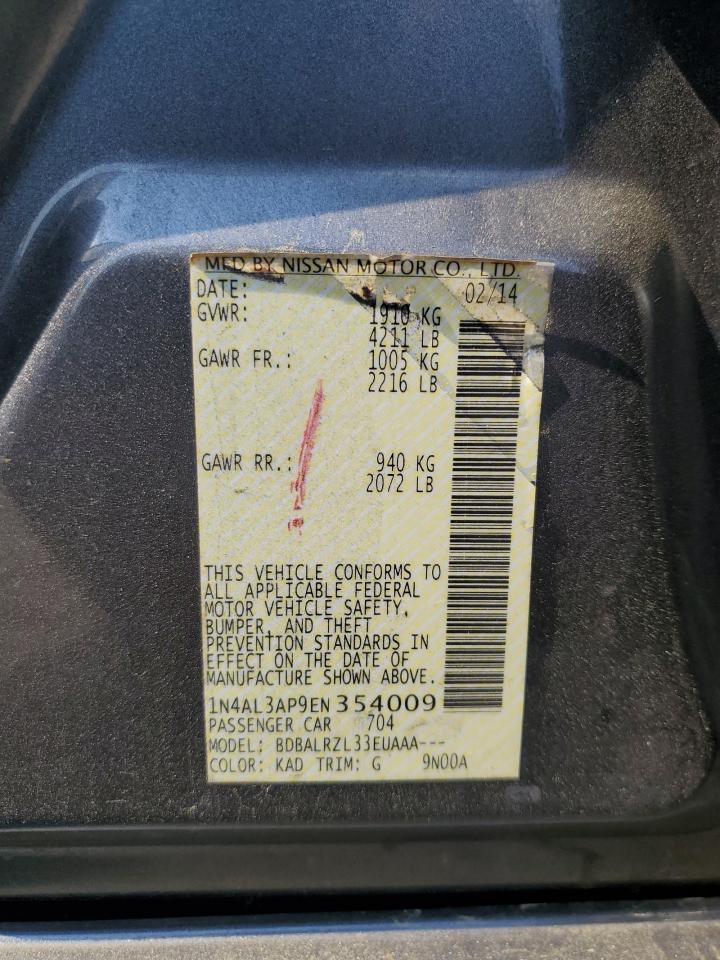 MFD BY NISSAN MOTOR CO., LTD.
DATE: 02/14
GVWR: 1910 KG
4211 LB
GAWR FR.: 1005 KG
2216 LB
GAWR RR.: 940 KG
2072 LB
THIS VEHICLE CONFORMS TO
ALL APPLICABLE FEDERAL
MOTOR VEHICLE SAFETY,
BUMPER, AND THEFT
PREVENTION STANDARDS IN
EFFECT ON THE DATE OF
MANUFACTURE SHOWN ABOVE.
1N4AL3AP9EN 354009
PASSENGER CAR 704
MODEL: BDBALRZL33EUAAA---
COLOR: KAD TRIM: G 9N00A